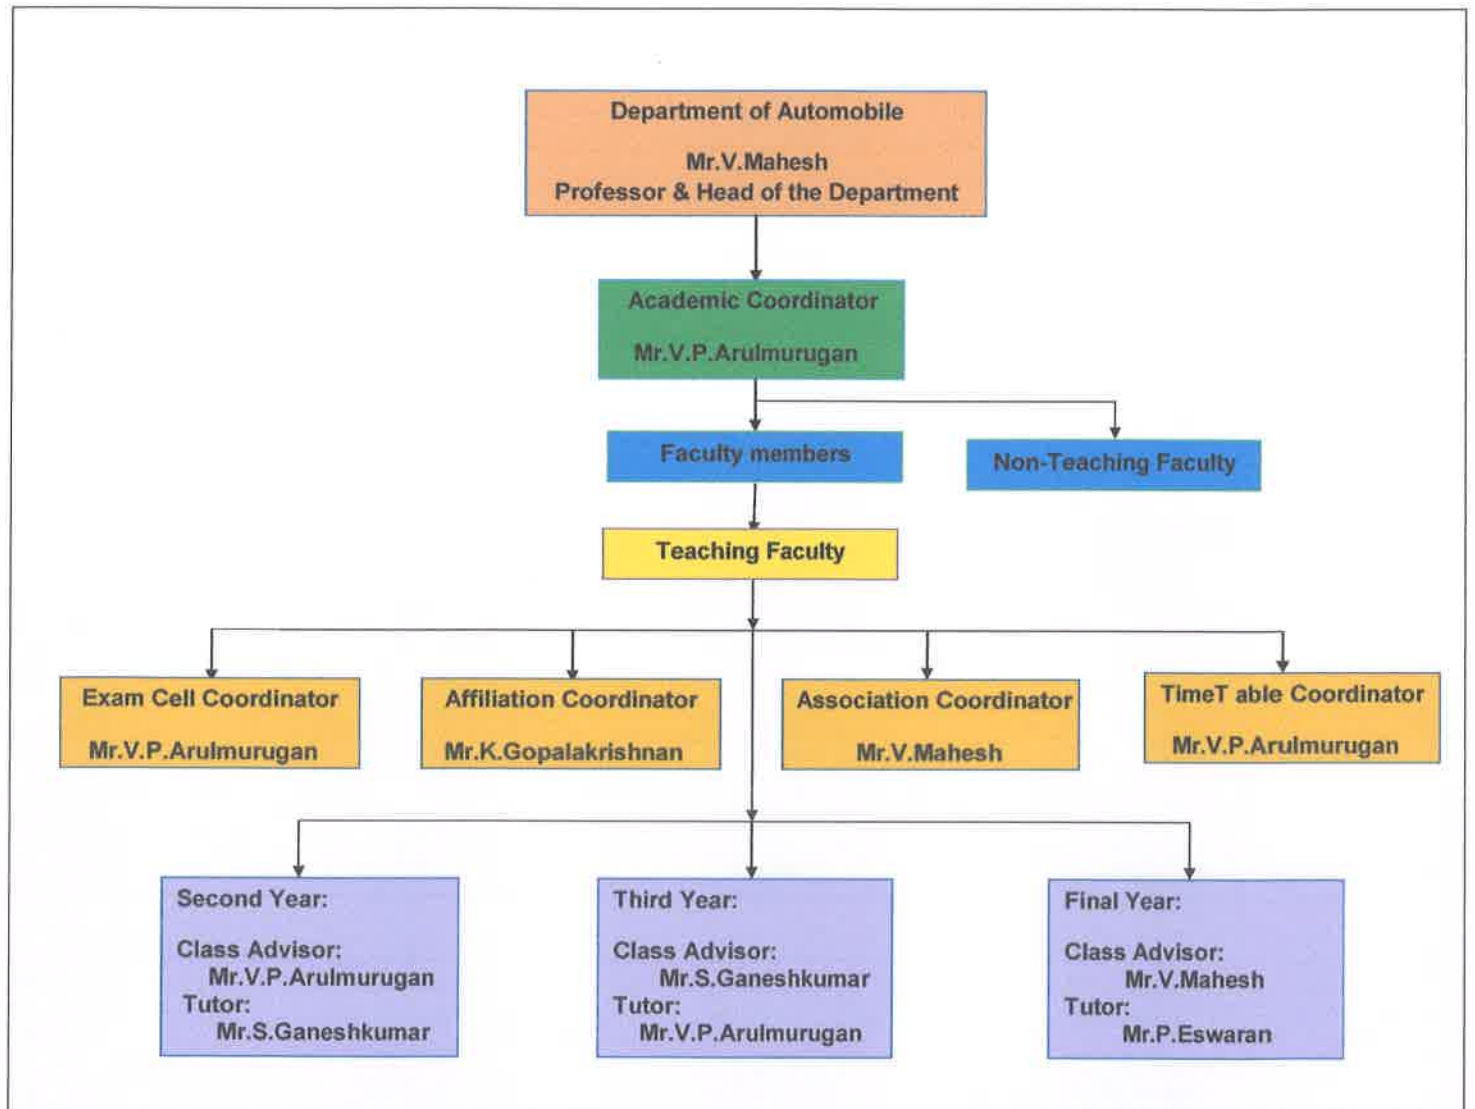 Department of Automobile
Mr.V.Mahesh
Professor & Head of the Department
Academic Coordinator
Mr.V.P.Arulmurugan
Faculty members
Non-Teaching Faculty
Teaching Faculty
Exam Cell Coordinator
Mr.V.P.Arulmurugan
Affiliation Coordinator
Mr.K.Gopalakrishnan
Association Coordinator
Mr.V.Mahesh
TimeT able Coordinator
Mr.V.P.Arulmurugan
Second Year:
Class Advisor:
Mr.V.P.Arulmurugan
Tutor:
Mr.S.Ganeshkumar
Third Year:
Class Advisor:
Mr.S.Ganeshkumar
Tutor:
Mr.V.P.Arulmurugan
Final Year:
Class Advisor:
Mr.V.Mahesh
Tutor:
Mr.P.Eswaran